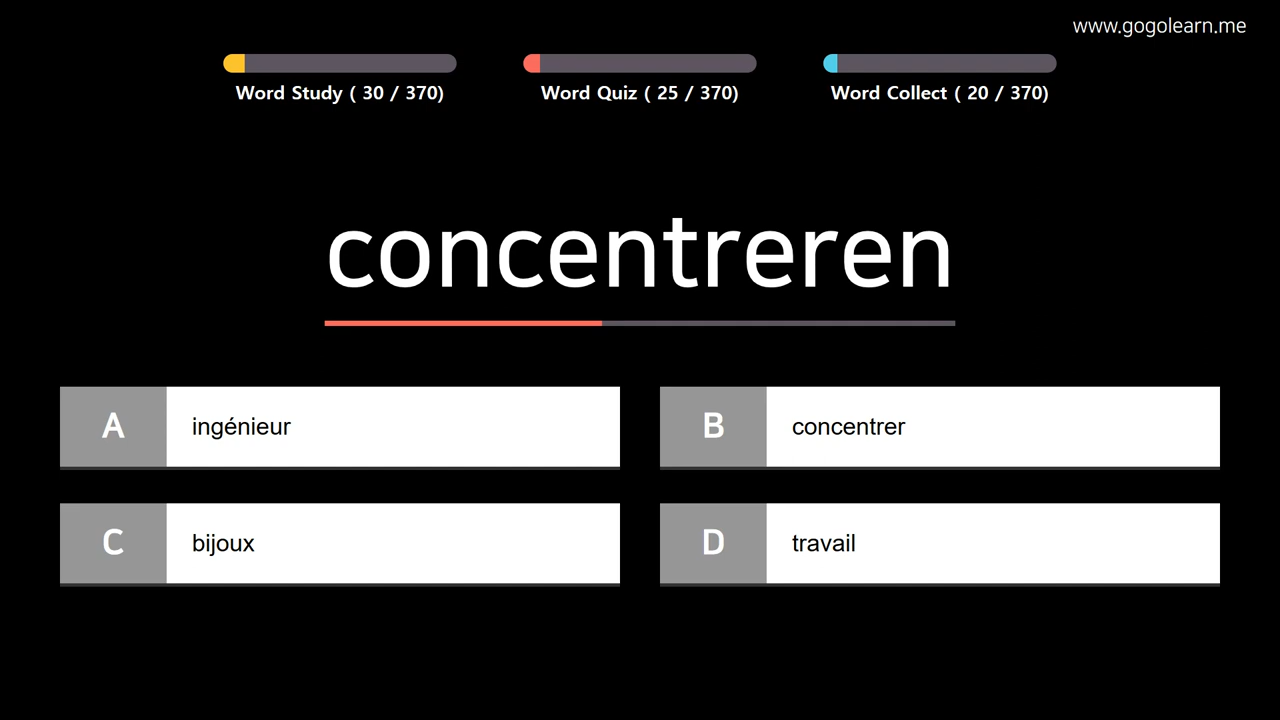 www.gogolearn.me
Word Study ( 30 / 370)
Word Quiz ( 25 / 370)
Word Collect ( 20 / 370)
concentreren
A
ingénieur
B
concentrer
C
bijoux
D
travail